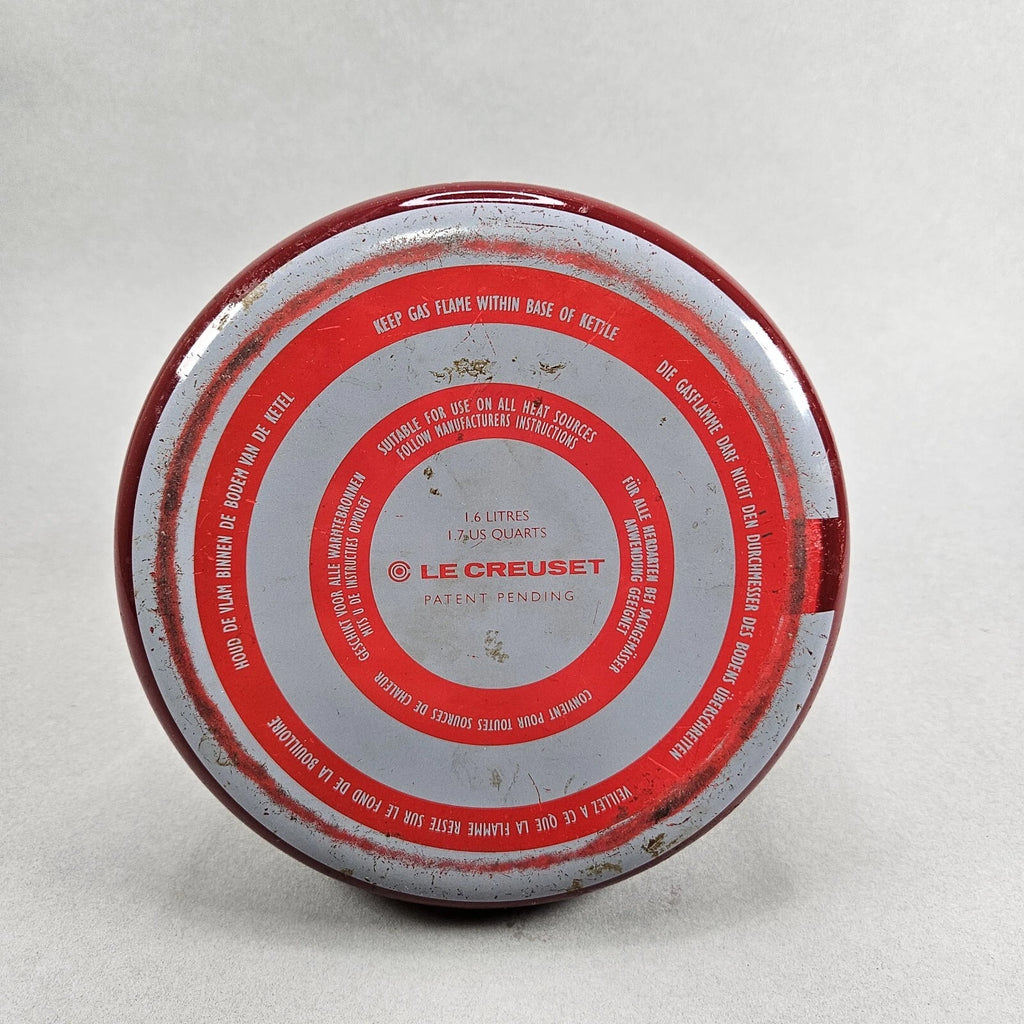 KEEP GAS FLAME WITHIN BASE OF KETTLE
DIE GASFLAMME DARF NICHT DEN DURCHMESSER DES BODENS ÜBERSCHREITEN
VEILLEZ A CE QUE LA FLAMME RESTE SUR LE FOND DE LA BOUILLOIRE
HOUD DE VLAM BINNEN DE BODEM VAN DE KETEL
SUITABLE FOR USE ON ALL HEAT SOURCES
FOLLOW MANUFACTURERS INSTRUCTIONS
FÜR ALLE HERDARTEN BEI SACHGEMÄSSER
ANWENDUNG GEEIGNET
CONVIENT POUR TOUTES SOURCES DE CHALEUR
GESCHIKT VOOR ALLE WARMTEBRONNEN
MITS U DE INSTRUCTIES OPVOLGT
1.6 LITRES
1.7 US QUARTS
LE CREUSET
PATENT PENDING